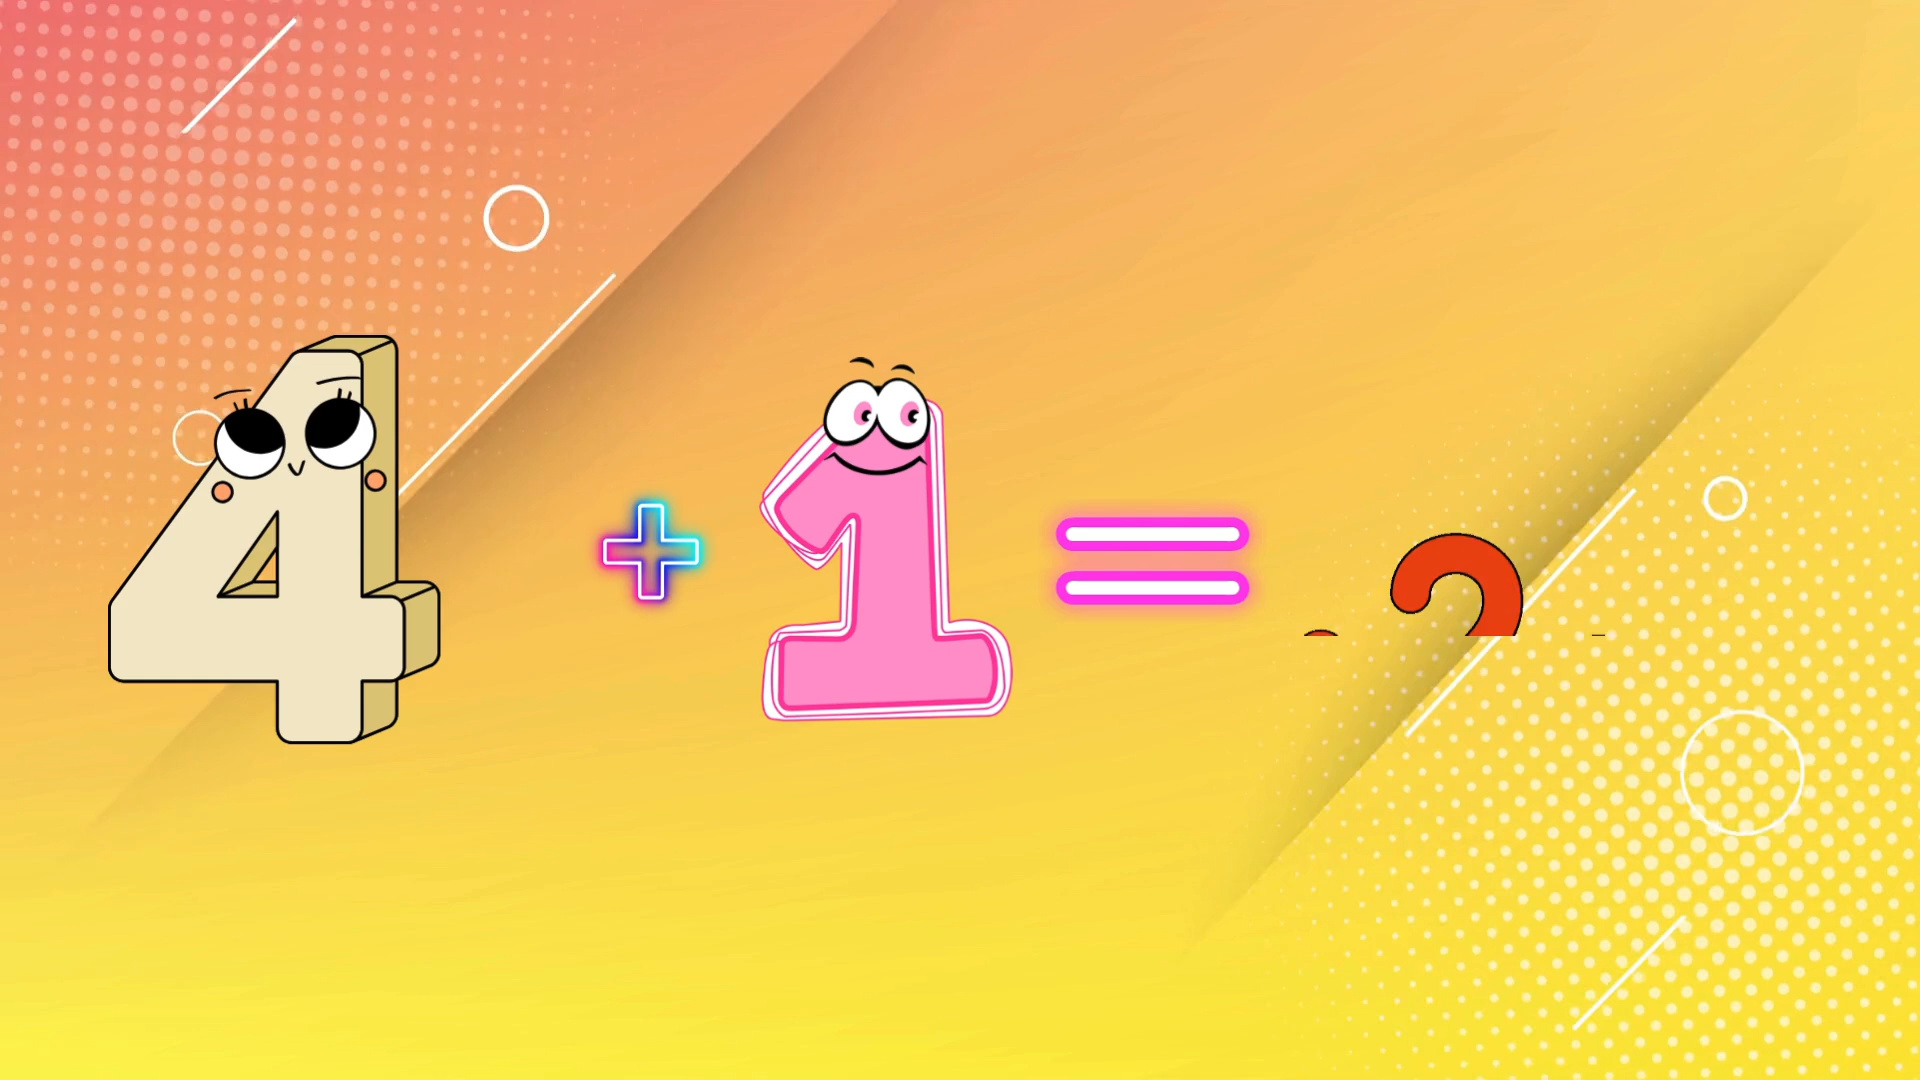 4 + 1 = ?